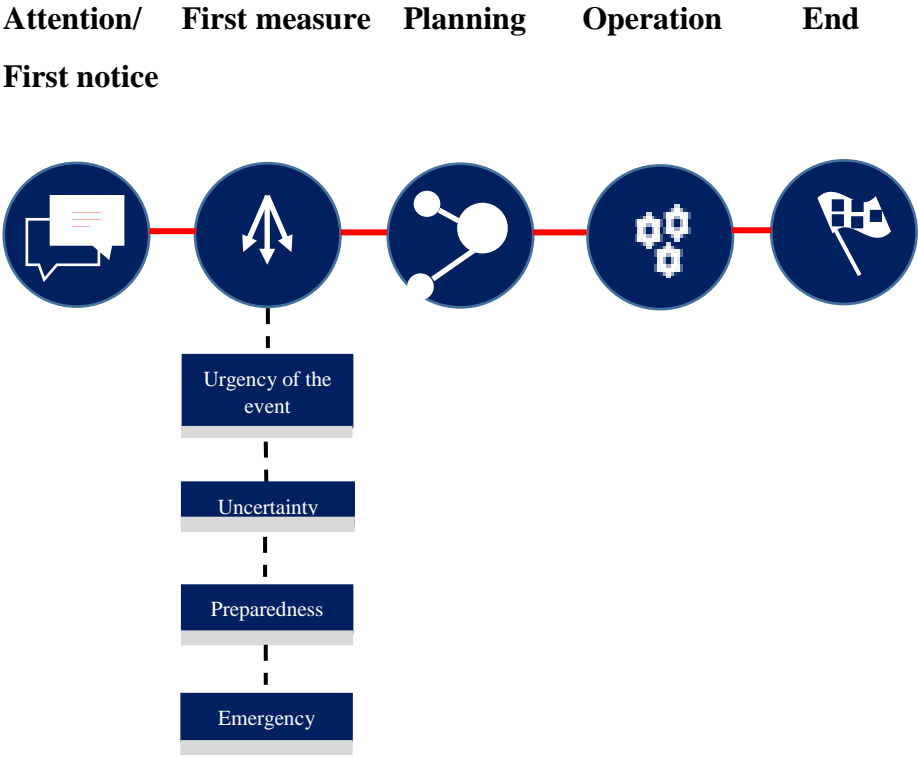 Attention/ First measure Planning Operation End
First notice
Urgency of the
event
Uncertainty
Preparedness
Emergency